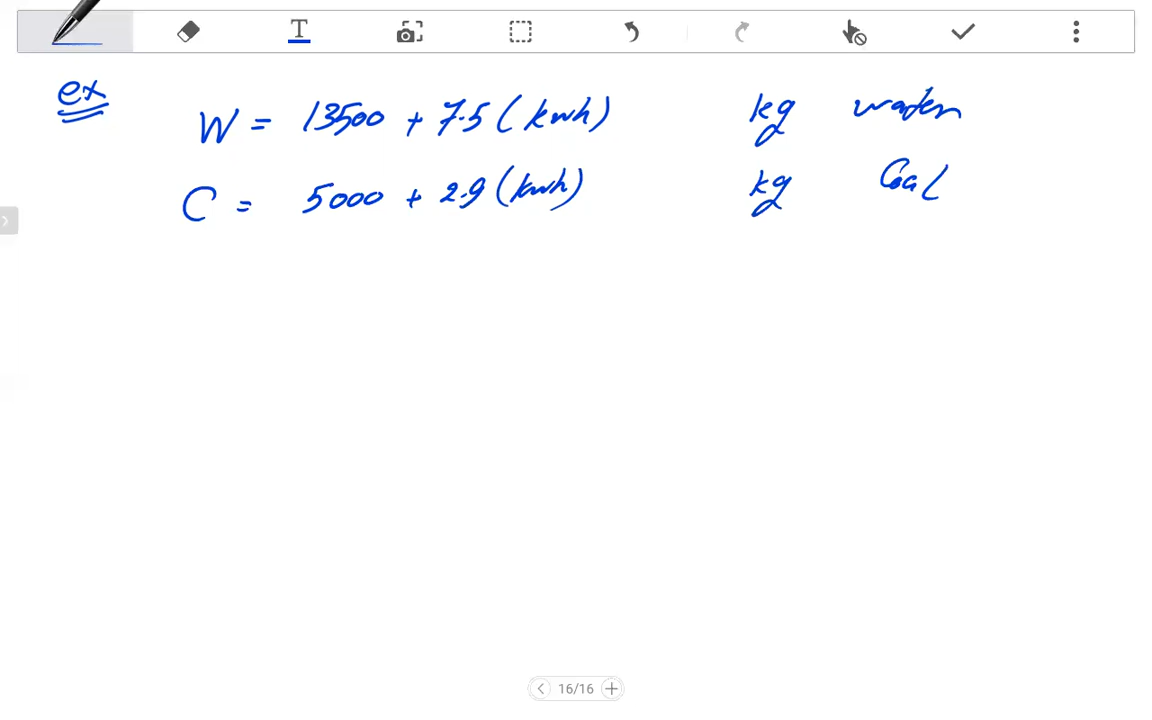 T
ex
W = 13500 + 7.5 (kwh) kg water
C = 5000 + 2.9 (kwh) kg Coal
16/16